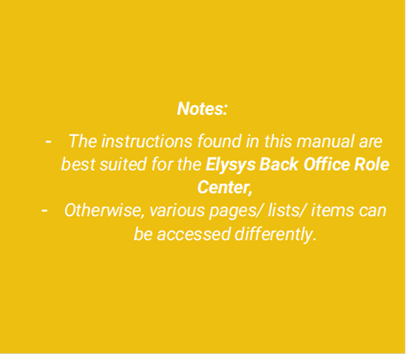 Notes:
- The instructions found in this manual are
best suited for the Elysys Back Office Role
Center,
- Otherwise, various pages/ lists/ items can
be accessed differently.